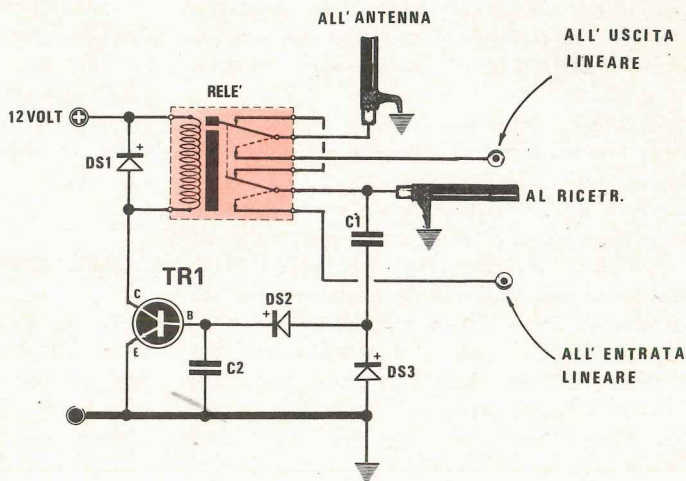 ALL' ANTENNA
ALL' USCITA
LINEARE
RELE'
12 VOLT
DS1
AL RICETR.
C1
TR1
C
B
E
DS2
C2
DS3
ALL' ENTRATA
LINEARE